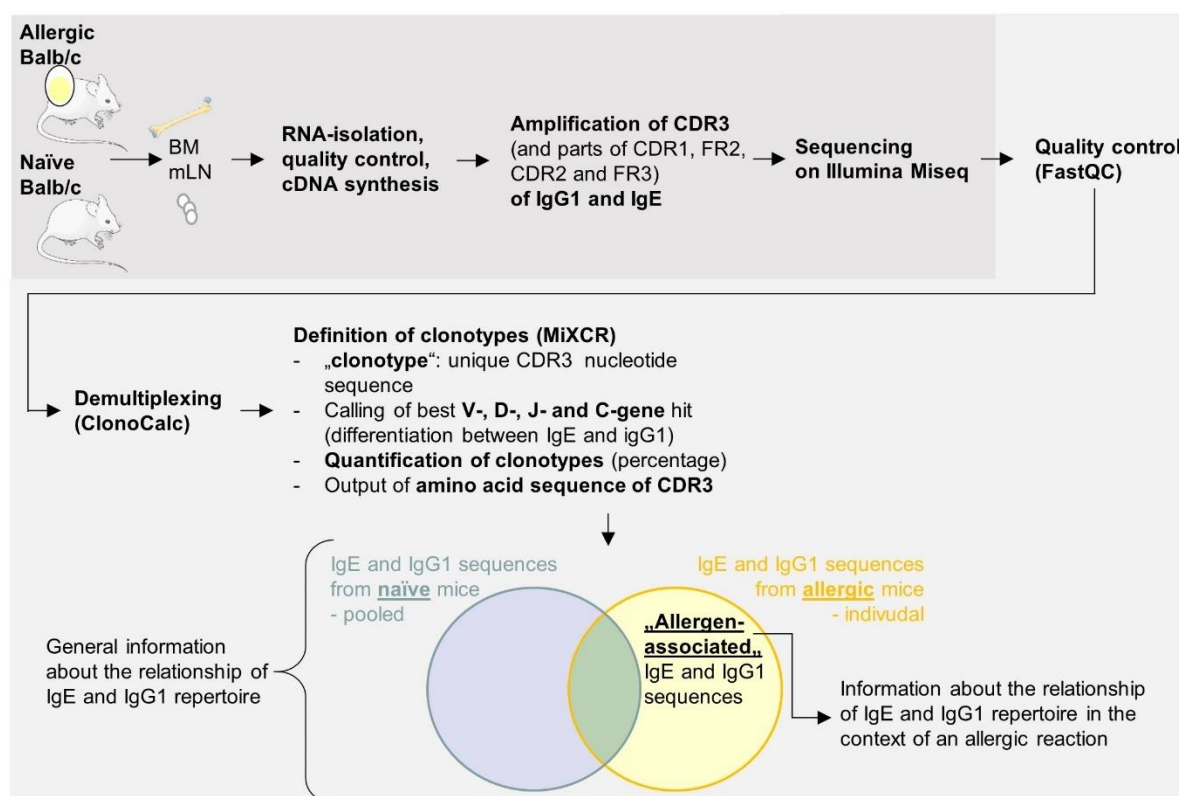 Allergic
Balb/c
Naïve
Balb/c
BM
mLN
RNA-isolation,
quality control,
cDNA synthesis
Amplification of CDR3
(and parts of CDR1, FR2,
CDR2 and FR3)
of IgG1 and IgE
Sequencing
on Illumina Miseq
Quality control
(FastQC)
Demultiplexing
(ClonoCalc)
Definition of clonotypes (MiXCR)
- „clonotype“: unique CDR3 nucleotide
sequence
- Calling of best V-, D-, J- and C-gene hit
(differentiation between IgE and igG1)
- Quantification of clonotypes (percentage)
- Output of amino acid sequence of CDR3
IgE and IgG1 sequences
from naïve mice
- pooled
IgE and IgG1 sequences
from allergic mice
- indivudal
General information
about the relationship of
IgE and IgG1 repertoire
„Allergen-
associated„
IgE and IgG1
sequences
Information about the relationship
of IgE and IgG1 repertoire in the
context of an allergic reaction